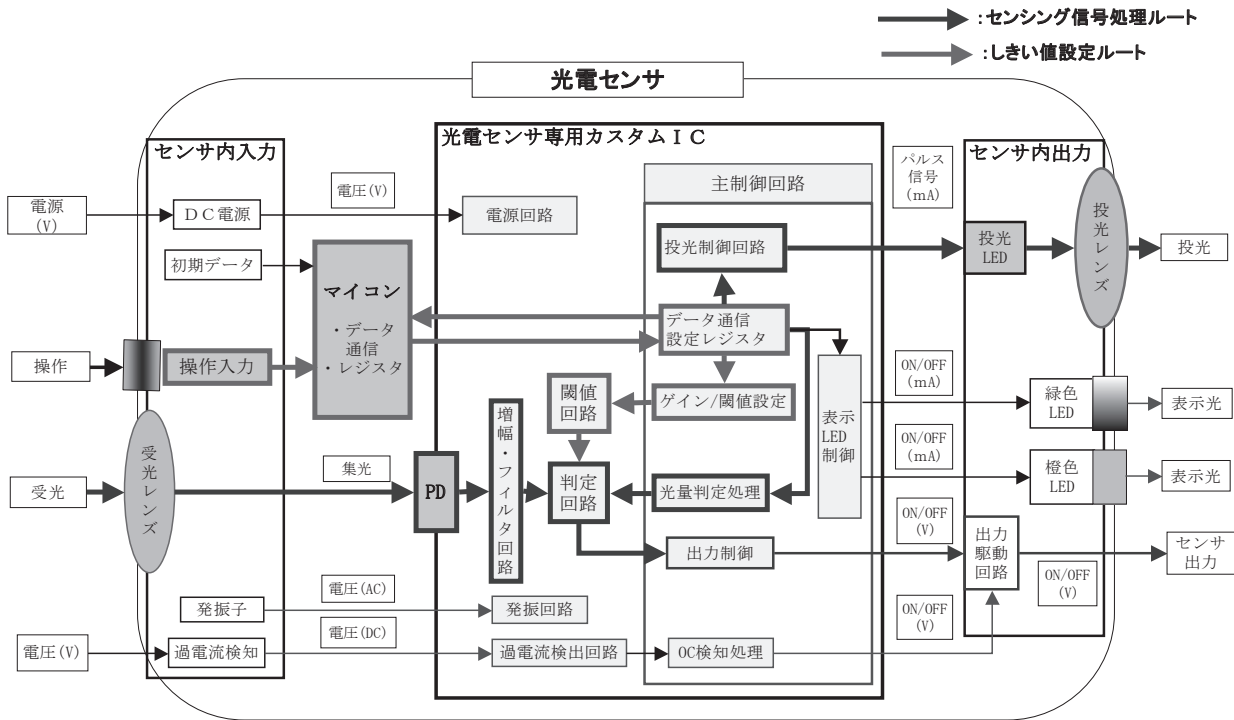 :センシング信号処理ルート
:しきい値設定ルート
光電センサ
センサ内入力
光電センサ専用カスタムＩＣ
センサ内出力
電源
(V)
ＤＣ電源
電圧(V)
電源回路
主制御回路
パルス
信号
(mA)
初期データ
投光制御回路
投光
LED
投光レンズ
投光
マイコン
・データ
通信
・レジスタ
データ通信
設定レジスタ
操作
操作入力
閾値
回路
ゲイン/閾値設定
表示
LED
制御
ON/OFF
(mA)
緑色
LED
表示光
受光
受光レンズ
集光
PD
増幅・フィルタ回路
判定
回路
光量判定処理
ON/OFF
(mA)
橙色
LED
表示光
出力制御
ON/OFF
(V)
出力
駆動
回路
ON/OFF
(V)
センサ
出力
発振子
電圧(AC)
発振回路
ON/OFF
(V)
電圧(V)
過電流検知
電圧(DC)
過電流検出回路
OC検知処理